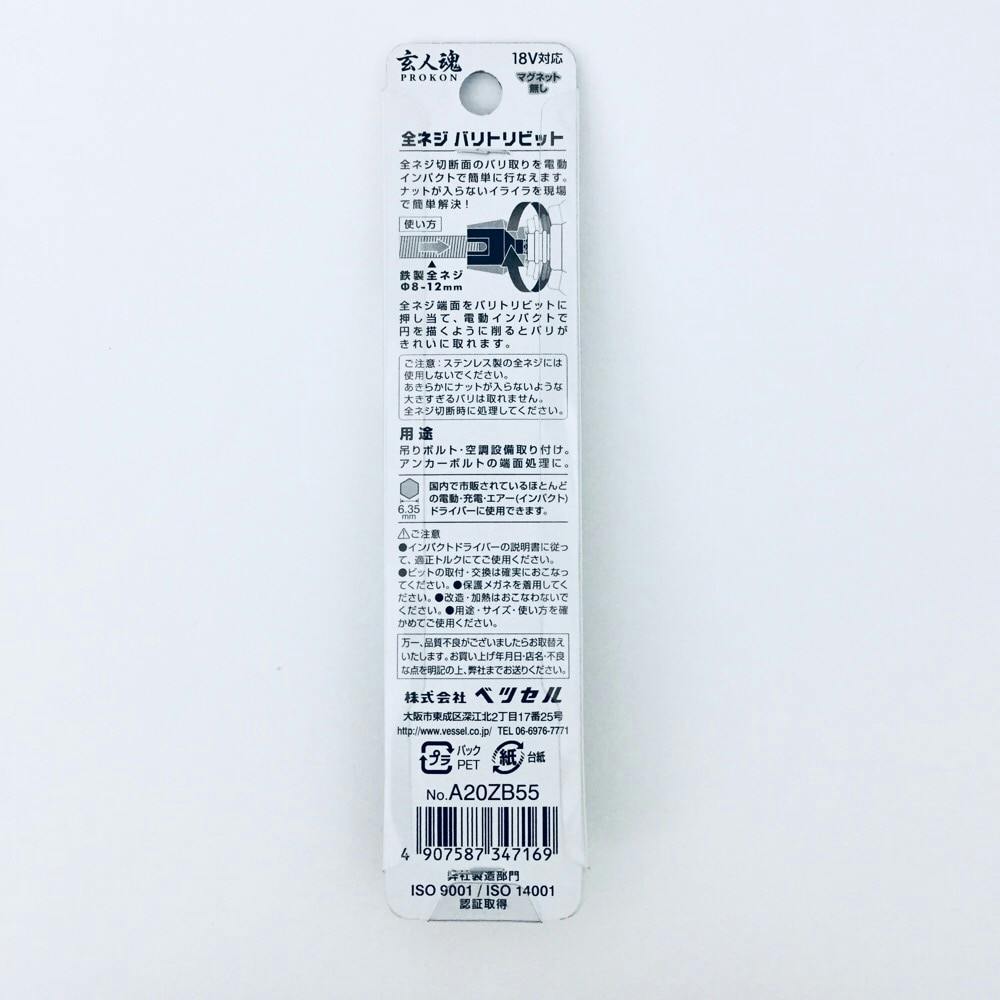 玄人魂
PROKON
18V対応
マグネット
無し
全ネジ バリトリビット
全ネジ切断面のバリ取りを電動
インパクトで簡単に行なえます。
ナットが入らないイライラを現場
で簡単解決!
使い方
鉄製全ネジ
Φ8-12mm
全ネジ端面をバリトリビットに
押し当て、電動インパクトで
円を描くように削るとバリが
きれいに取れます。
ご注意:ステンレス製の全ネジには
使用しないでください。
あきらかにナットが入らないような
大きすぎるバリは取れません。
全ネジ切断時に処理してください。
用途
吊りボルト・空調設備取り付け。
アンカーボルトの端面処理に。
6.35
mm
国内で市販されているほとんど
の電動・充電・エアー(インパクト)
ドライバーに使用できます。
⚠ご注意
●インパクトドライバーの説明書に従っ
て、適正トルクにてご使用ください。
●ビットの取付・交換は確実におこなっ
てください。●保護メガネを着用してく
ださい。●改造・加熱はおこなわないで
ください。●用途・サイズ・使い方を確
かめてご使用ください。
万一、品質不良がございましたらお取替え
いたします。お買い上げ年月日・店名・不良
な点を明記の上、弊社までお送りください。
株式会社 ベッセル
大阪市東成区深江北2丁目17番25号
http://www.vessel.co.jp/ TEL 06-6976-7771
プラ パック
PET
紙 台紙
No.A20ZB55
4 907587 347169
弊社製造部門
ISO 9001 / ISO 14001
認証取得